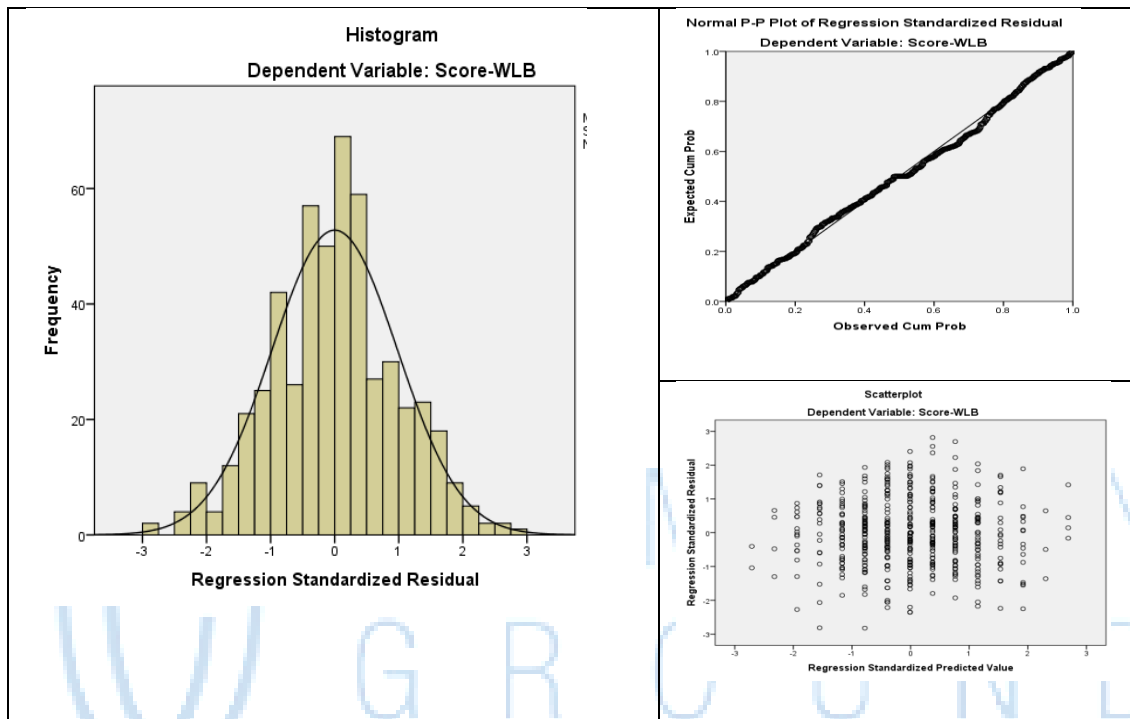 Histogram
Dependent Variable: Score-WLB
Frequency
60
40
20
0
-3 -2 -1 0 1 2 3
Regression Standardized Residual
Normal P-P Plot of Regression Standardized Residual
Dependent Variable: Score-WLB
Expected Cum Prob
1.0
0.8
0.6
0.4
0.2
0.0
0.0 0.2 0.4 0.6 0.8 1.0
Observed Cum Prob
Scatterplot
Dependent Variable: Score-WLB
Regression Standardized Residual
3
2
1
0
-1
-2
-3
-3 -2 -1 0 1 2 3
Regression Standardized Predicted Value